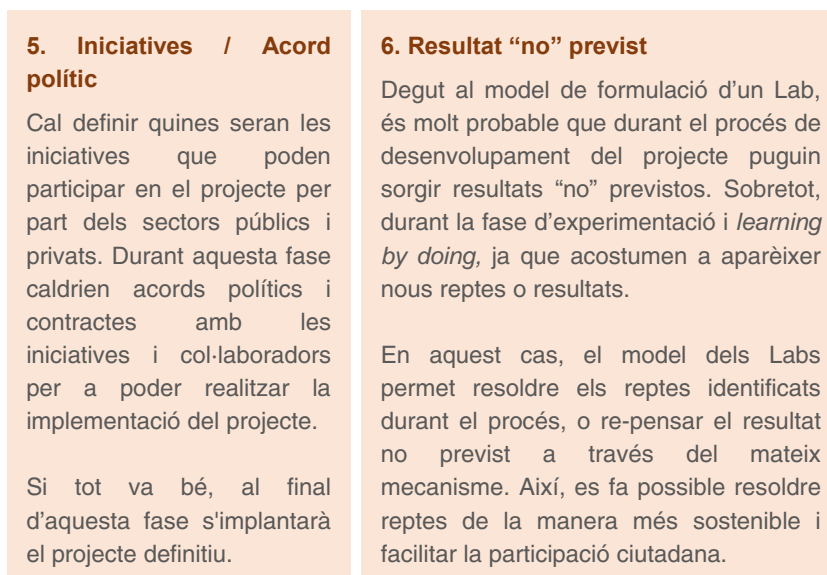 5. Iniciatives / Acord
polític
Cal definir quines seran les
iniciatives que poden
participar en el projecte per
part dels sectors públics i
privats. Durant aquesta fase
caldrien acords polítics i
contractes amb les
iniciatives i col·laboradors
per a poder realitzar la
implementació del projecte.
Si tot va bé, al final
d’aquesta fase s'implantarà
el projecte definitiu.
6. Resultat “no” previst
Degut al model de formulació d’un Lab,
és molt probable que durant el procés de
desenvolupament del projecte puguin
sorgir resultats “no” previstos. Sobretot,
durant la fase d’experimentació i learning
by doing, ja que acostumen a aparèixer
nous reptes o resultats.
En aquest cas, el model dels Labs
permet resoldre els reptes identificats
durant el procés, o re-pensar el resultat
no previst a través del mateix
mecanisme. Així, es fa possible resoldre
reptes de la manera més sostenible i
facilitar la participació ciutadana.